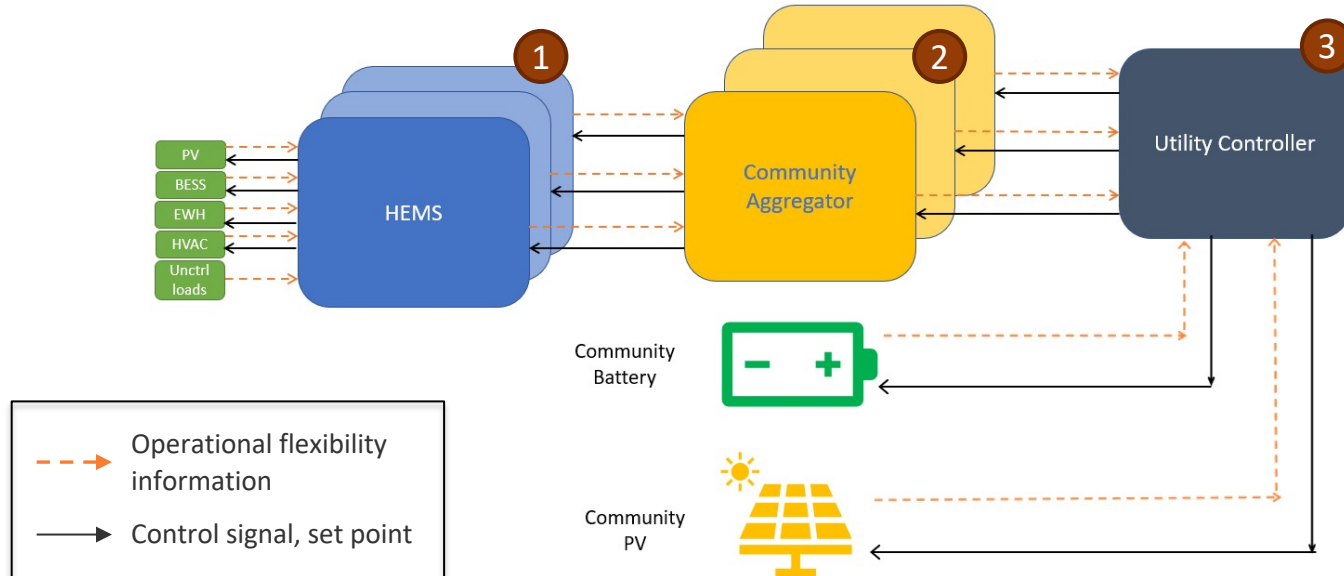 1
2
3
PV
BESS
EWH
HVAC
Unctrl
loads
HEMS
Community
Aggregator
Utility Controller
Community
Battery
Community
PV
Operational flexibility
information
Control signal, set point